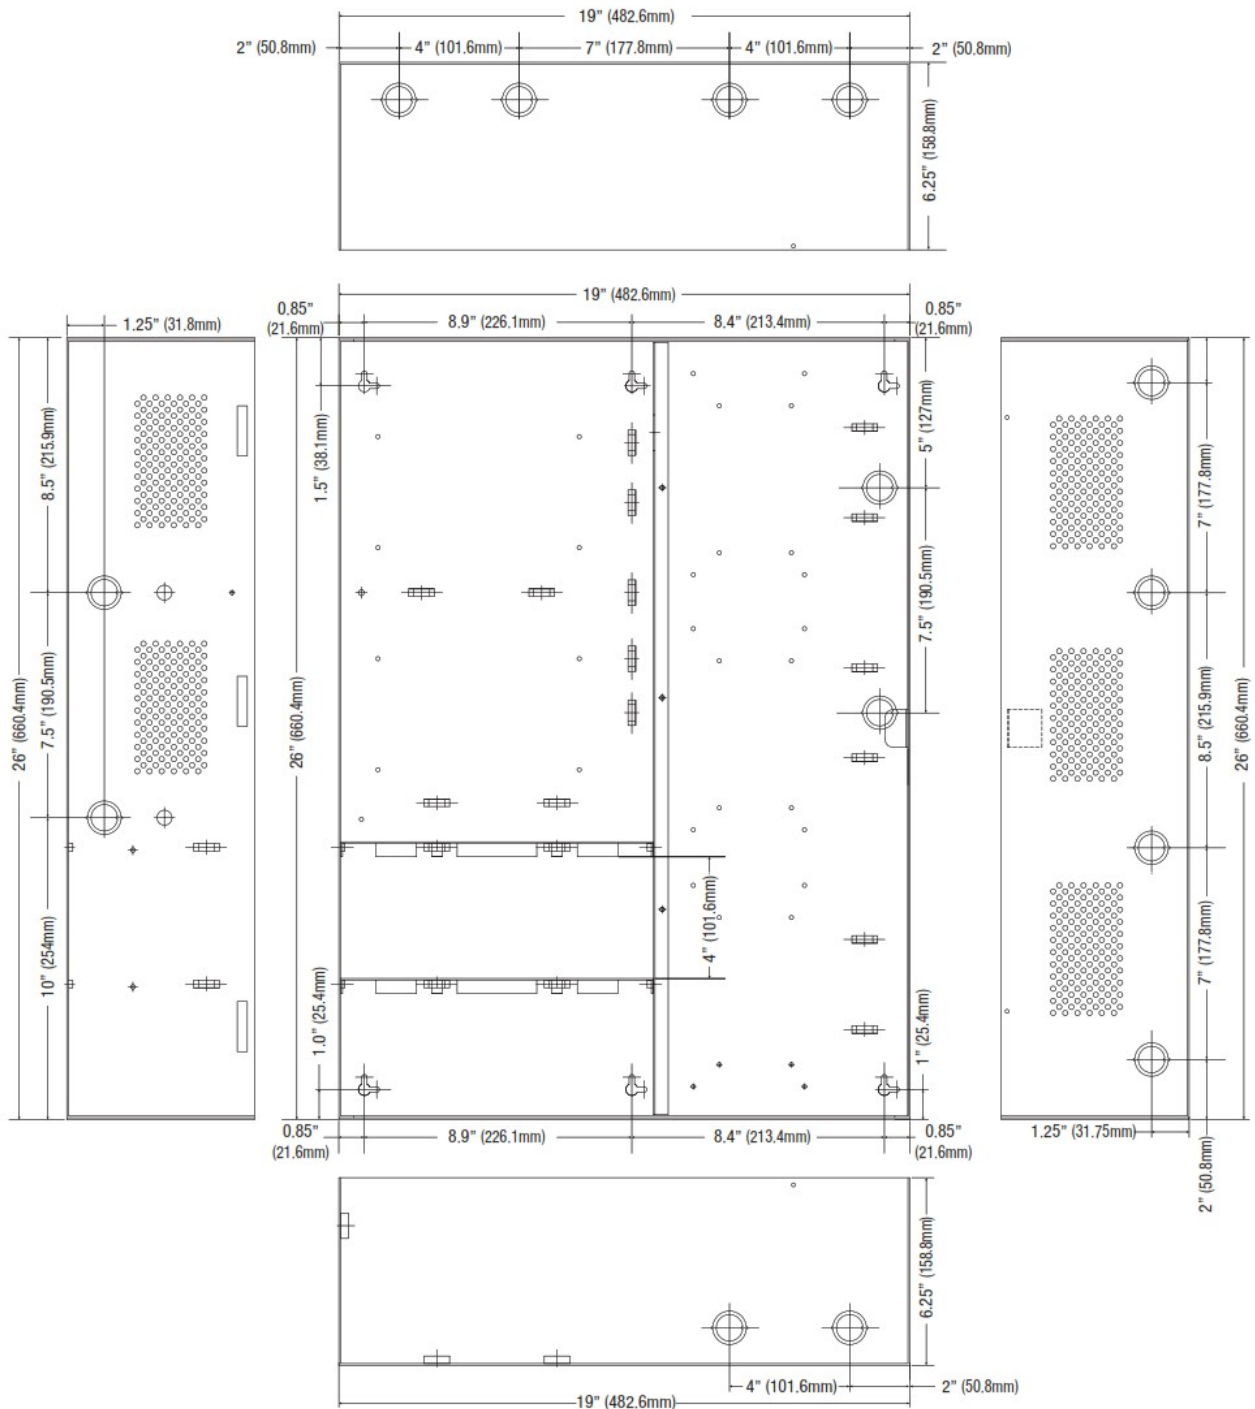 19” (482.6mm)
2” (50.8mm) 4” (101.6mm) 7” (177.8mm) 4” (101.6mm) 2” (50.8mm)
6.25” (158.8mm)
19” (482.6mm)
0.85” (21.6mm)
8.9” (226.1mm) 8.4” (213.4mm)
0.85” (21.6mm)
1.25” (31.8mm)
8.5” (215.9mm)
7.5” (190.5mm)
10” (254mm)
26” (660.4mm)
26” (660.4mm)
1.5” (38.1mm)
1.0” (25.4mm)
5” (127mm)
7.5” (190.5mm)
4” (101.6mm)
1” (25.4mm)
7” (177.8mm)
8.5” (215.9mm)
7” (177.8mm)
26” (660.4mm)
1.25” (31.75mm)
2” (50.8mm)
0.85” (21.6mm)
8.9” (226.1mm) 8.4” (213.4mm)
0.85” (21.6mm)
6.25” (158.8mm)
4” (101.6mm) 2” (50.8mm)
19” (482.6mm)